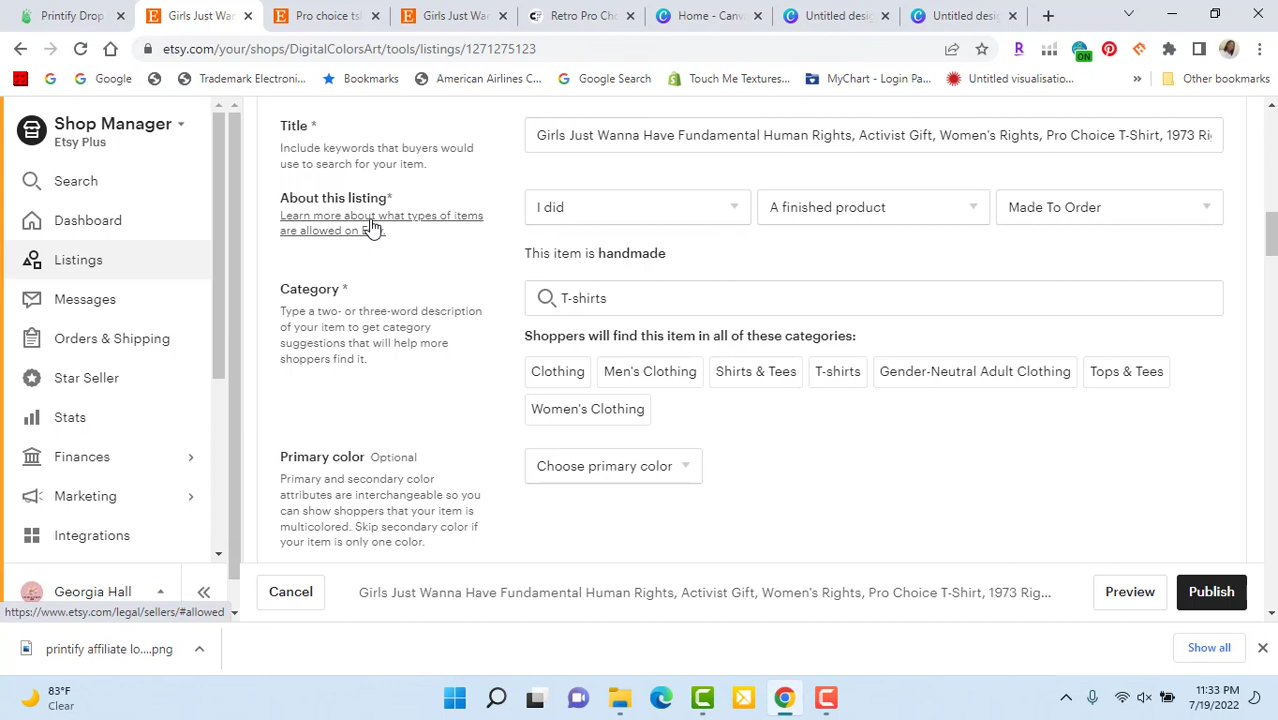 Printify Drop
Girls Just War
Pro choice tsh
Girls Just War
Retro Pro Cho
Home - Canv
Untitled desig
Untitled desig
etsy.com/your/shops/DigitalColorsArt/tools/listings/1271275123
ON
Google
Trademark Electroni...
Bookmarks
American Airlines C...
Google Search
Touch Me Textures...
MyChart - Login Pa...
Untitled visualisatio...
»
Other bookmarks
Shop Manager
Etsy Plus
Search
Dashboard
Listings
Messages
Orders & Shipping
Star Seller
Stats
Finances
Marketing
Integrations
Georgia Hall
https://www.etsy.com/legal/sellers/#allowed
Title *
Include keywords that buyers would
use to search for your item.
Girls Just Wanna Have Fundamental Human Rights, Activist Gift, Women's Rights, Pro Choice T-Shirt, 1973 Ri
About this listing*
Learn more about what types of items
are allowed on
I did
A finished product
Made To Order
This item is handmade
Category *
Type a two- or three-word description
of your item to get category
suggestions that will help more
shoppers find it.
T-shirts
Shoppers will find this item in all of these categories:
Clothing
Men's Clothing
Shirts & Tees
T-shirts
Gender-Neutral Adult Clothing
Tops & Tees
Women's Clothing
Primary color Optional
Primary and secondary color
attributes are interchangeable so you
can show shoppers that your item is
multicolored. Skip secondary color if
your item is only one color.
Choose primary color
Cancel
Girls Just Wanna Have Fundamental Human Rights, Activist Gift, Women's Rights, Pro Choice T-Shirt, 1973 Rig...
Preview
Publish
printify affiliate lo....png
Show all
83°F
Clear
11:33 PM
7/19/2022